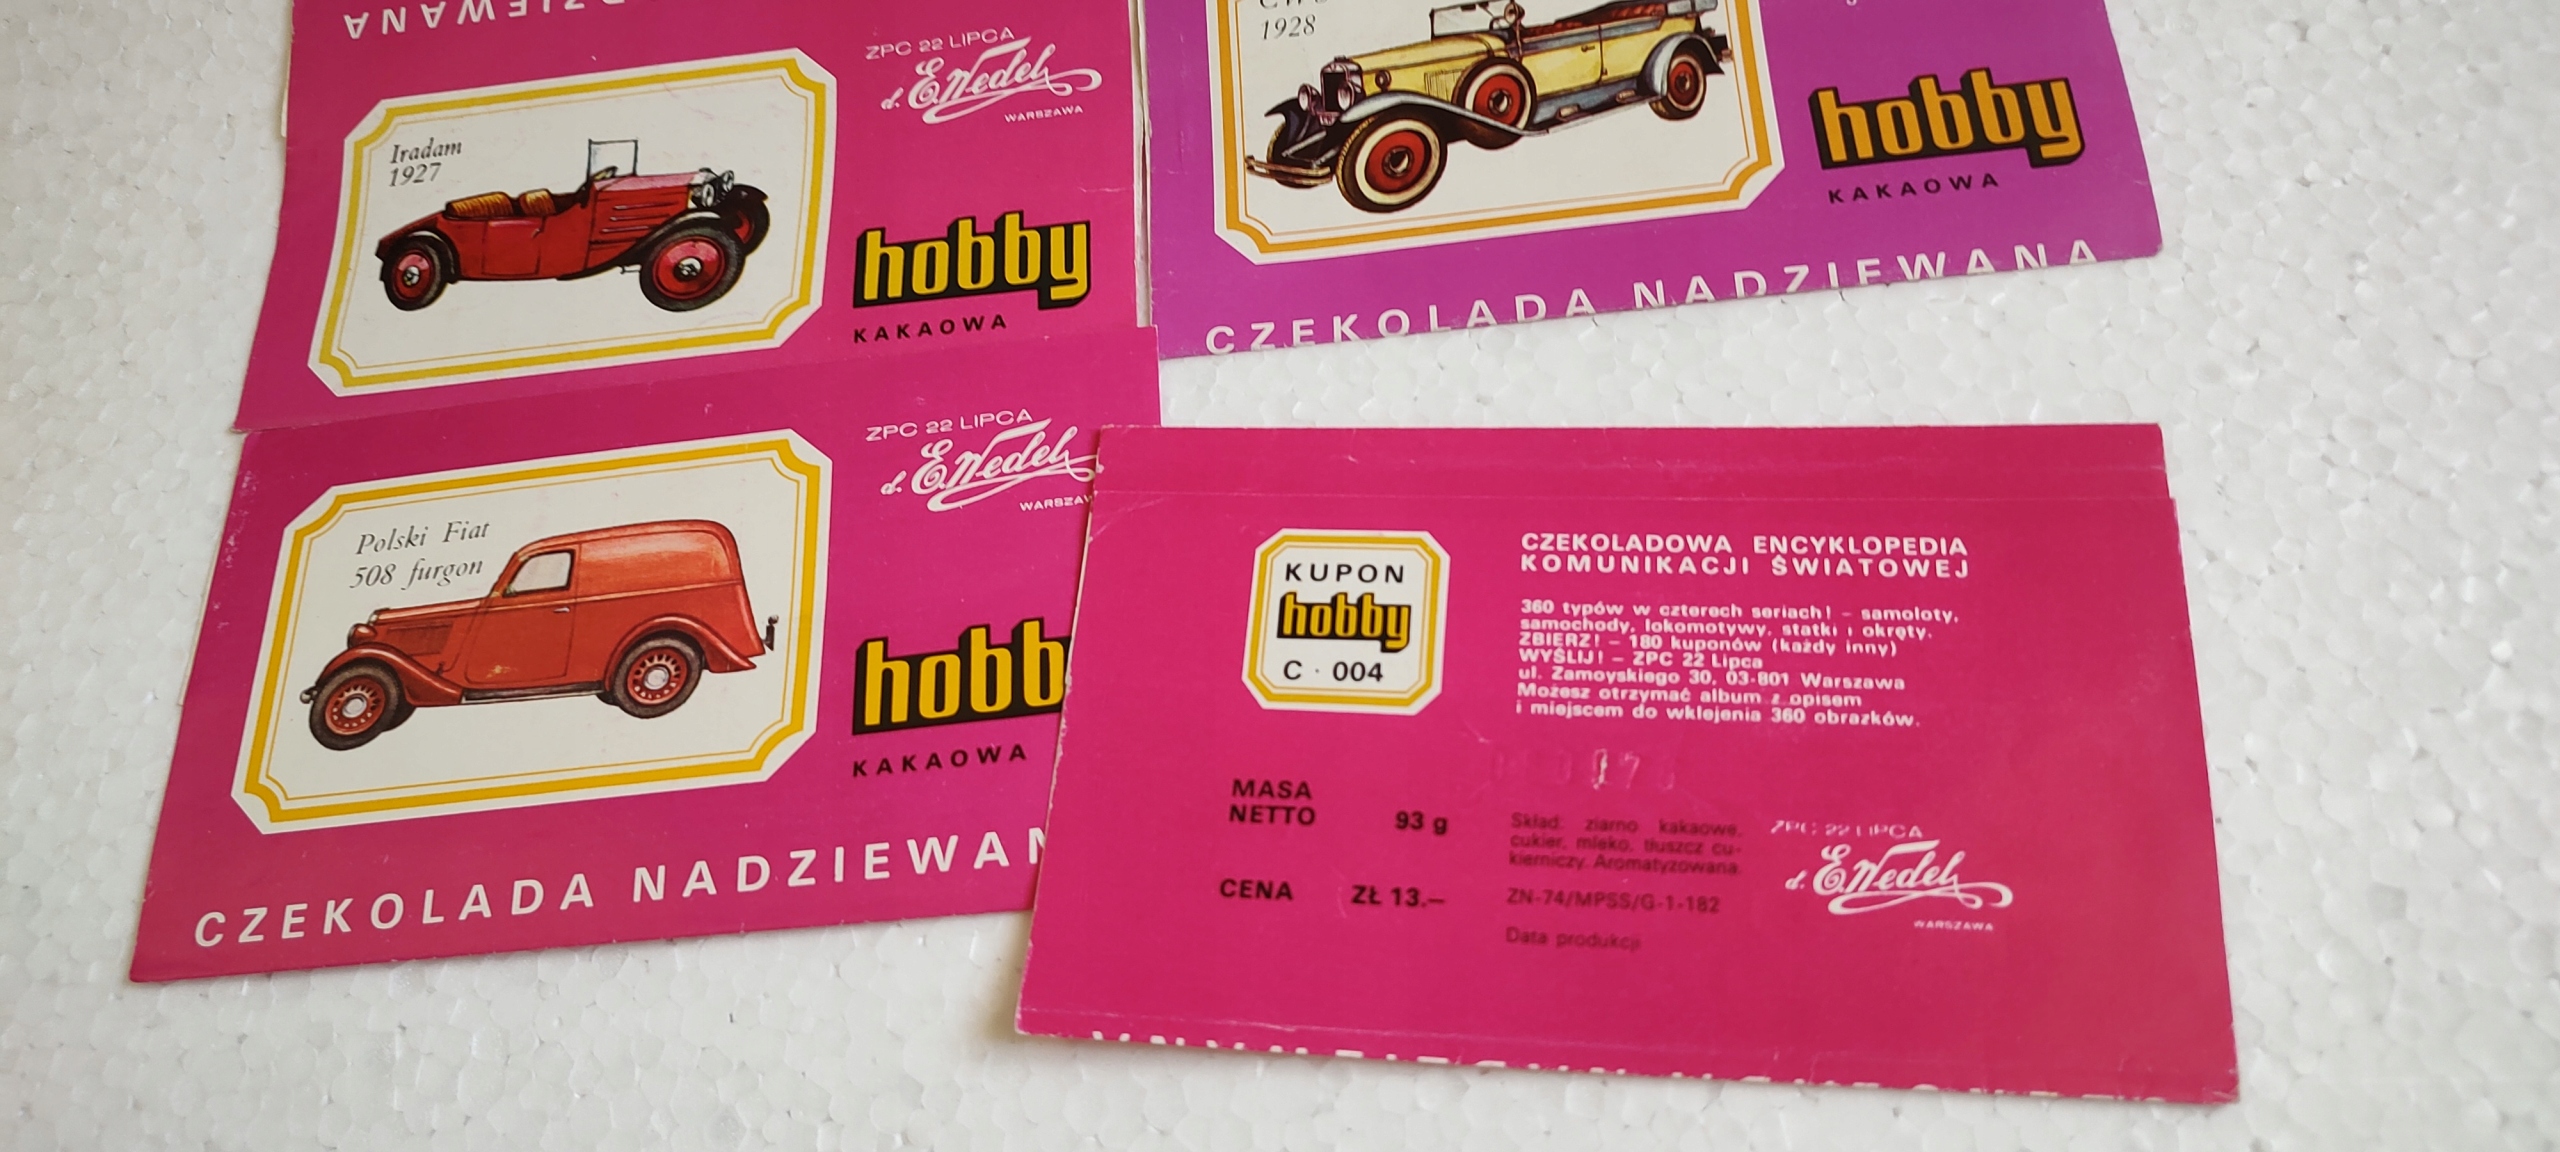 NADZIEWANA
ZPC 22 LIPCA
d. E. Wedel
WARSZAWA
Iradam
1927
hobby
KAKAOWA
1928
hobby
KAKAOWA
CZEKOLADA NADZIEWANA
ZPC 22 LIPCA
d. E. Wedel
WARSZAW
Polski Fiat
508 furgon
hobb
KAKAOWA
CZEKOLADA NADZIEWAN
KUPON
hobby
C · 004
CZEKOLADOWA ENCYKLOPEDIA
KOMUNIKACJI ŚWIATOWEJ
360 typów w czterech seriach! – samoloty,
samochody, lokomotywy, statki i okręty.
ZBIERZ! – 180 kuponów (każdy inny)
WYŚLIJ! – ZPC 22 Lipca
ul. Zamoyskiego 30, 03-801 Warszawa
Możesz otrzymać album z opisem
i miejscem do wklejenia 360 obrazków.
MASA
NETTO 93 g
CENA ZŁ 13.–
Skład: ziarno kakaowe,
cukier, mleko, tłuszcz cu-
kierniczy. Aromatyzowana.
ZN-74/MPSS/G-1-182
Data produkcji
ZPC 22 LIPCA
d. E. Wedel
WARSZAWA